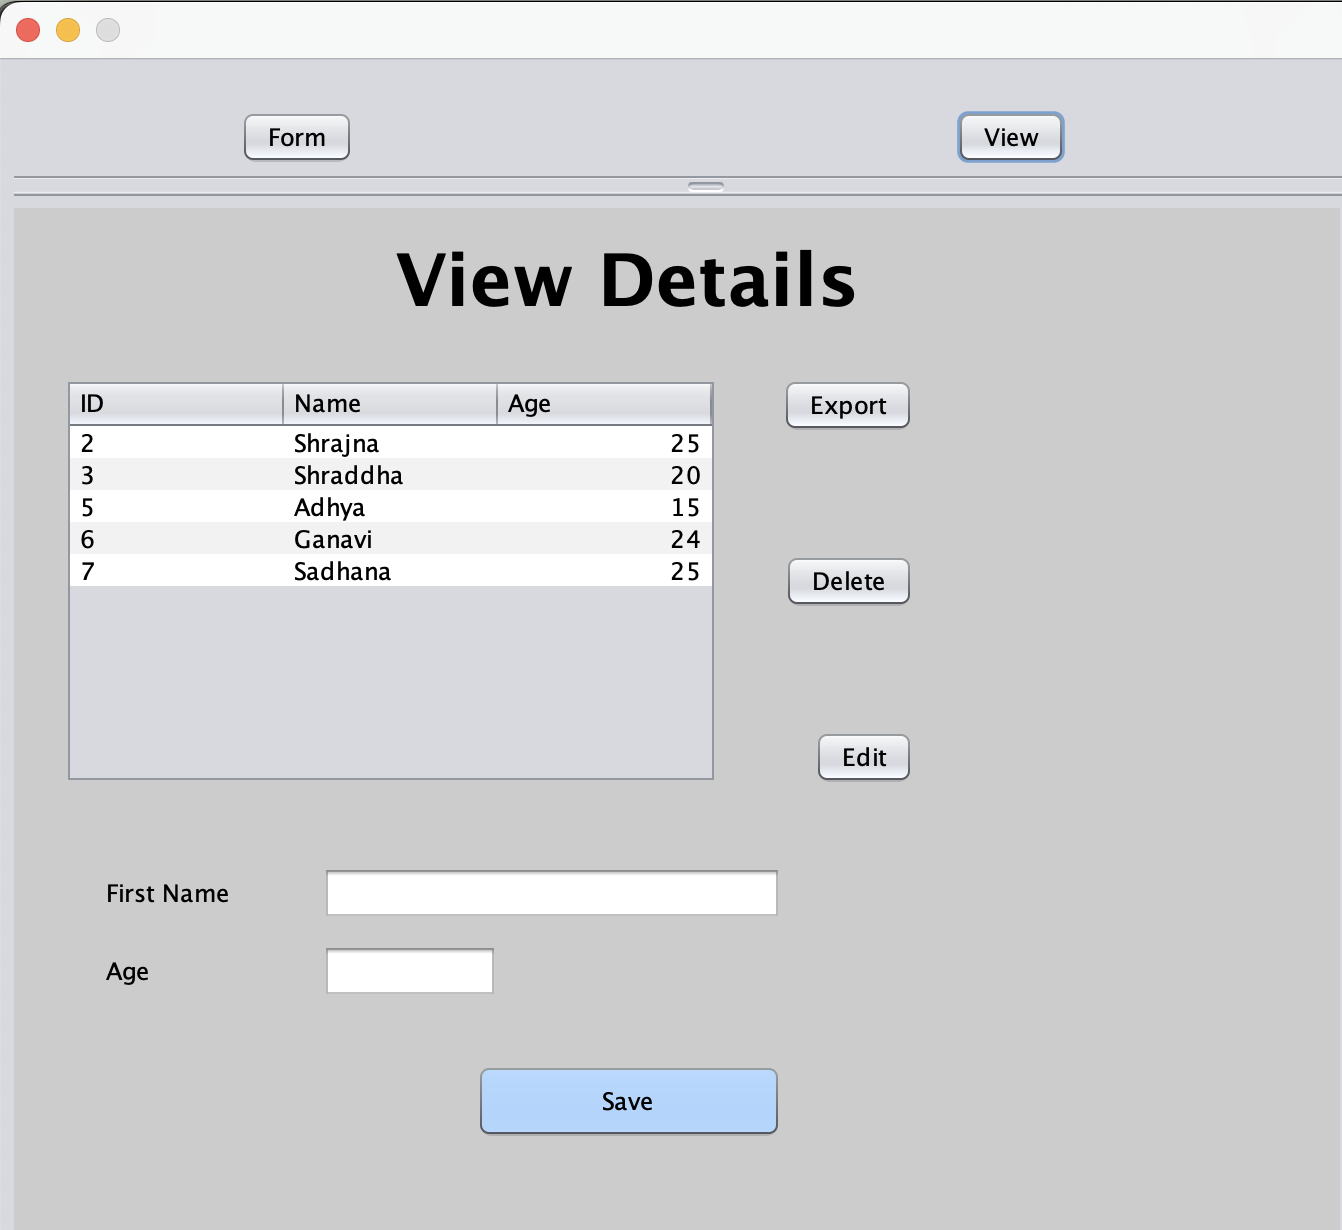 Form View
View Details
ID Name Age
2 Shrajna 25
3 Shraddha 20
5 Adhya 15
6 Ganavi 24
7 Sadhana 25
Export
Delete
Edit
First Name
Age
Save